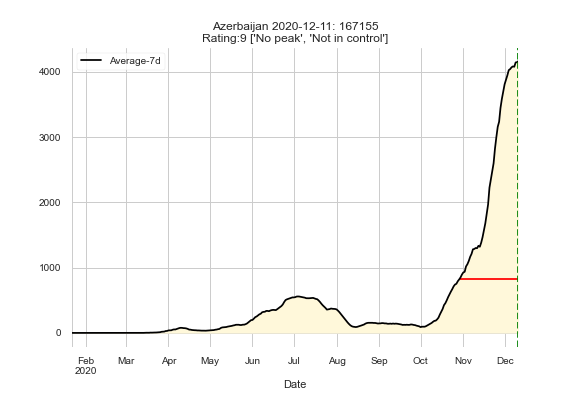 Azerbaijan 2020-12-11: 167155
Rating:9 ['No peak', 'Not in control']
Average-7d
4000
3000
2000
1000
0
Feb Mar Apr May Jun Jul Aug Sep Oct Nov Dec
2020
Date